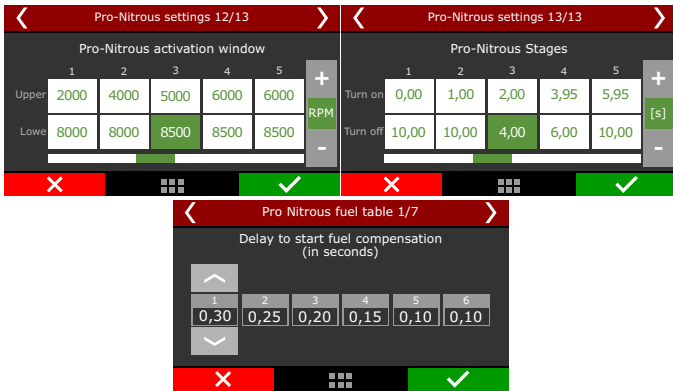 Pro-Nitrous settings 12/13
Pro-Nitrous activation window
1 2 3 4 5
Upper 2000 4000 5000 6000 6000
RPM
Lowe 8000 8000 8500 8500 8500
Pro-Nitrous settings 13/13
Pro-Nitrous Stages
1 2 3 4 5
Turn on 0,00 1,00 2,00 3,95 5,95
[s]
Turn off 10,00 10,00 4,00 6,00 10,00
Pro Nitrous fuel table 1/7
Delay to start fuel compensation
(in seconds)
1 2 3 4 5 6
0,30 0,25 0,20 0,15 0,10 0,10